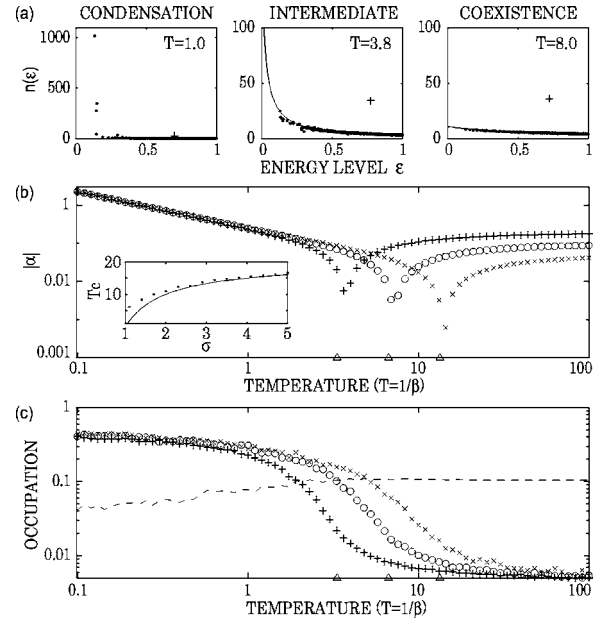 (a) CONDENSATION INTERMEDIATE COEXISTENCE
T=1.0 T=3.8 T=8.0
n(ε)
1000
500
0
100
50
0
100
50
0
0 0.5 1 0 0.5 1 0 0.5 1
ENERGY LEVEL ε
(b)
|α|
1
0.1
0.01
0.001
20
10
Tc
1 2 3 4 5
σ
0.1 1 10 100
TEMPERATURE (T=1/β)
(c)
OCCUPATION
1
0.1
0.01
0.1 1 10 100
TEMPERATURE (T=1/β)